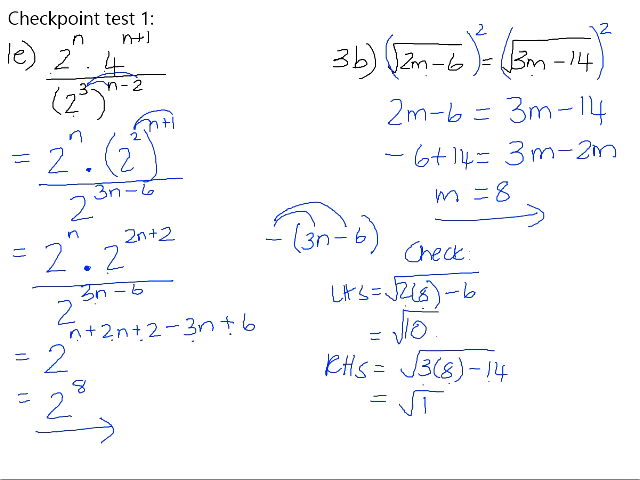 Checkpoint test 1:
1e) 2^n . 4^(n+1) / (2^3)^(n-2)
= 2^n . (2^2)^(n+1) / 2^(3n-6)
= 2^n . 2^(2n+2) / 2^(3n-6)
= 2^(n+2n+2-3n+6)
= 2^8
-(3n-6)
3b) (√(2m-6))^2 = (√(3m-14))^2
2m-6 = 3m-14
-6+14 = 3m-2m
m = 8
Check:
LHS = √(2(8)-6)
= √10
RHS = √(3(8)-14)
= √1